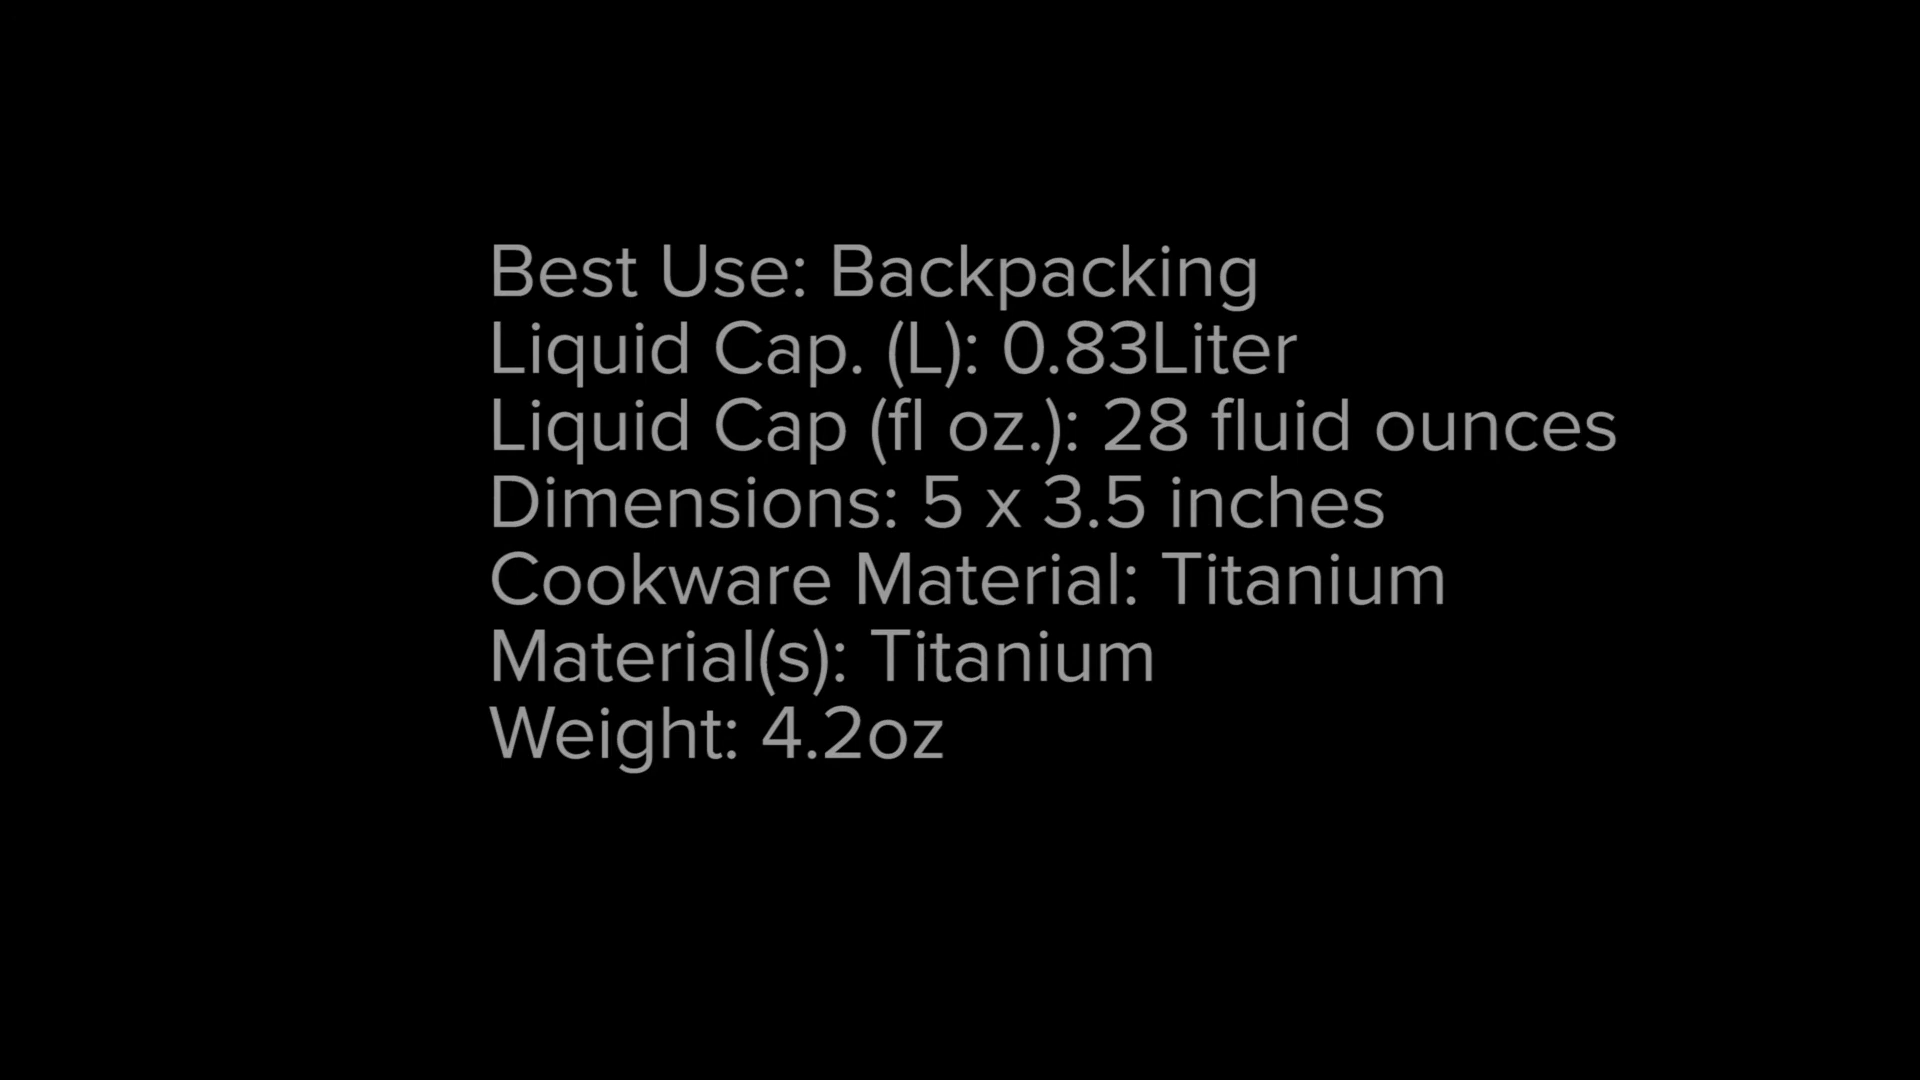 Best Use: Backpacking
Liquid Cap. (L): 0.83Liter
Liquid Cap (fl oz.): 28 fluid ounces
Dimensions: 5 x 3.5 inches
Cookware Material: Titanium
Material(s): Titanium
Weight: 4.2oz